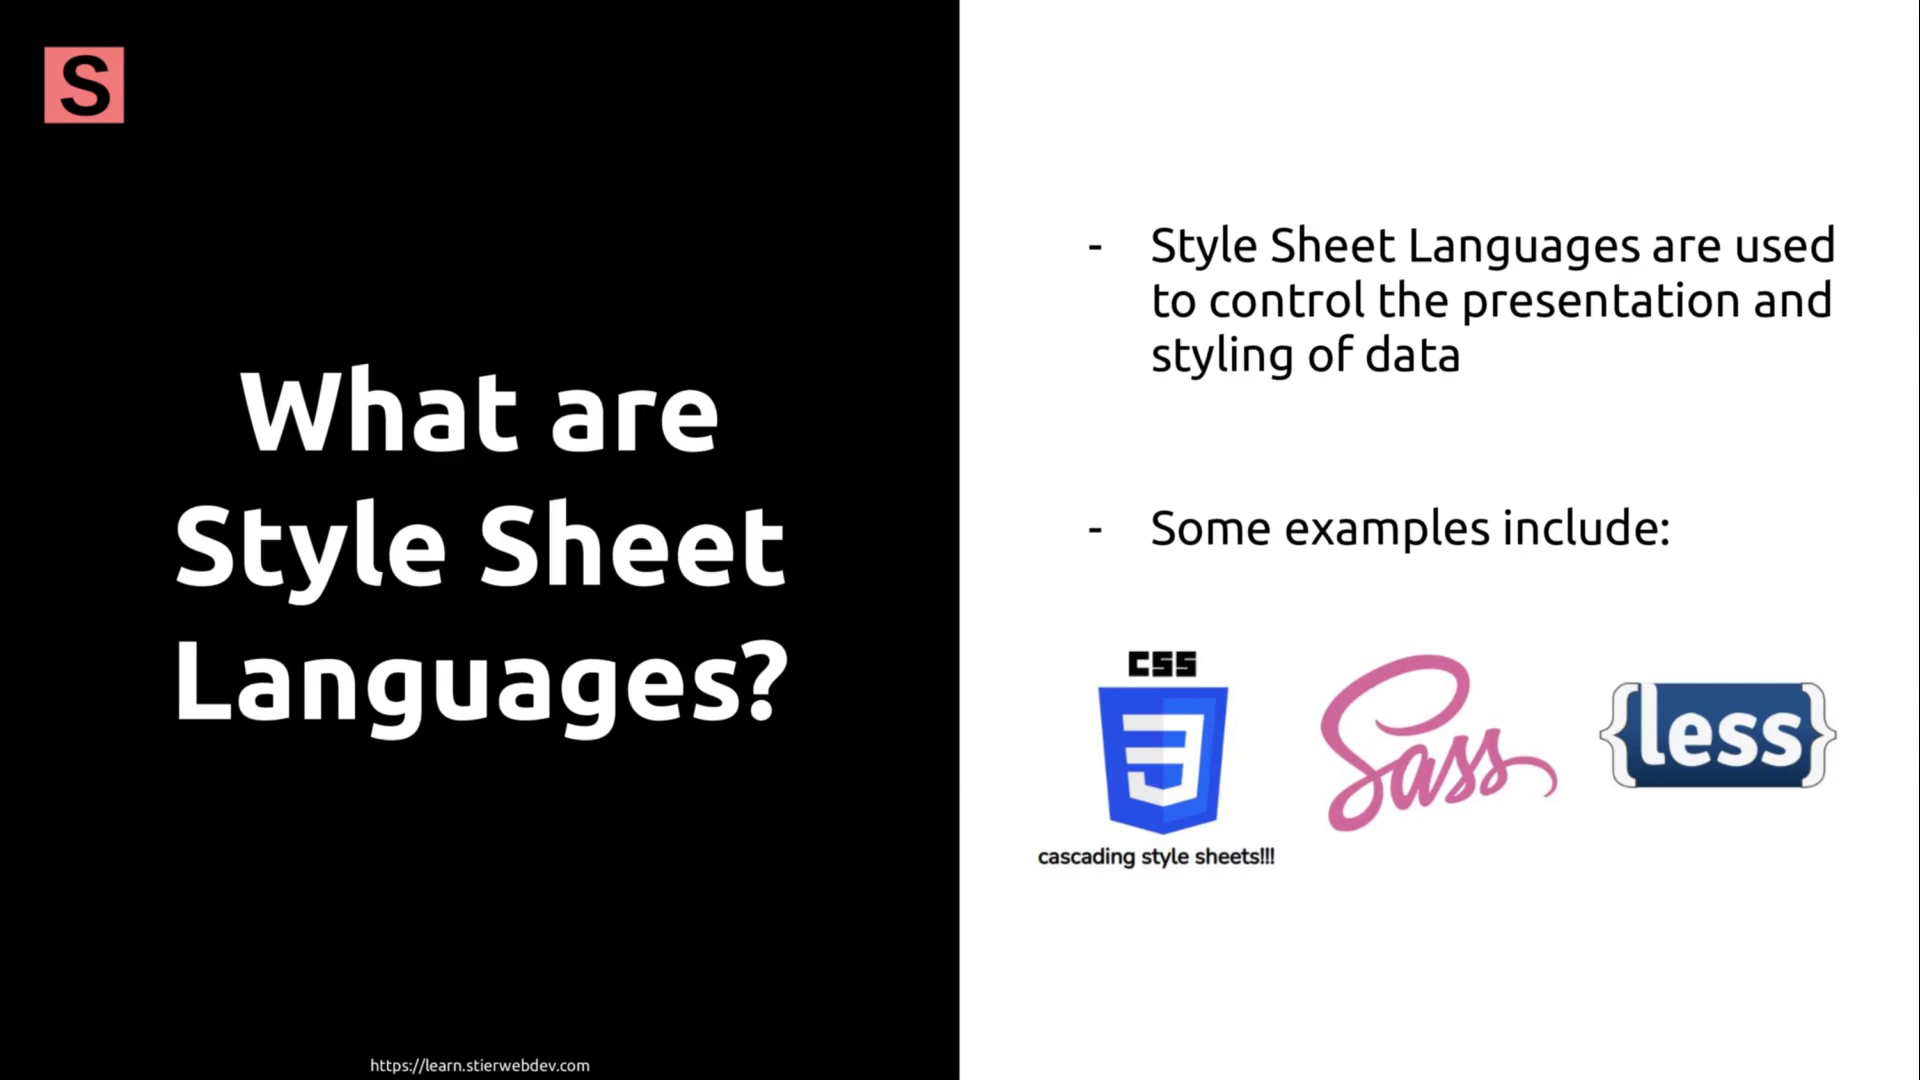 S
What are
Style Sheet
Languages?
https://learn.stierwebdev.com
- Style Sheet Languages are used
to control the presentation and
styling of data
- Some examples include:
CSS
3
cascading style sheets!!!
Sass
{less}